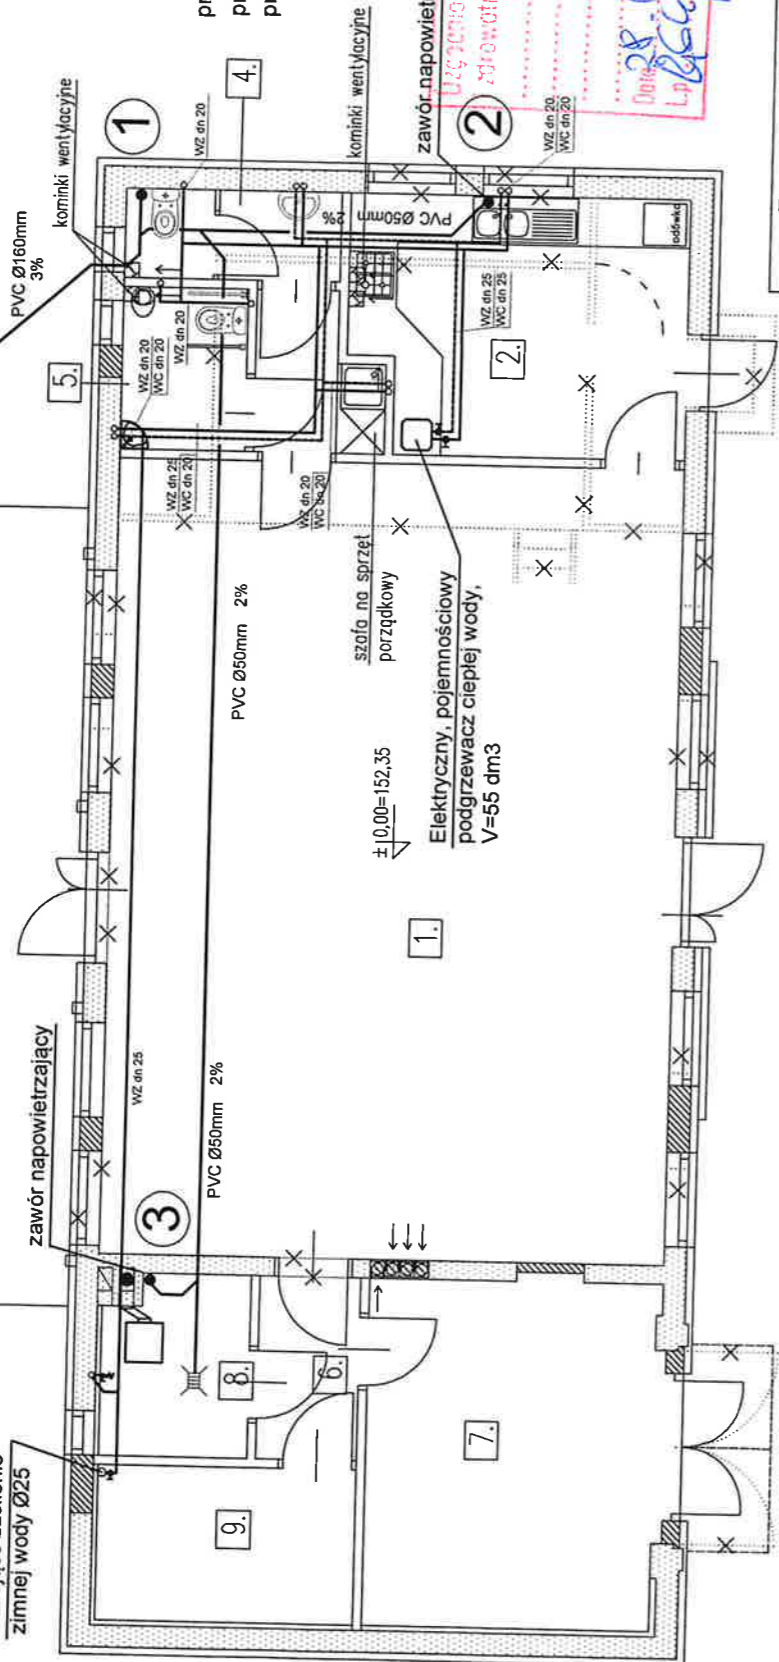 zimnej wody Ø25
zawór napowietrzający
3
WZ dn 25
PVC Ø50mm 2%
PVC Ø50mm 2%
9.
8.
6.
7.
1.
±0,00=152,35
Elektryczny, pojemnościowy
podgrzewacz ciepłej wody,
V=55 dm3
szafa na sprzęt
porządkowy
5.
WZ dn 20
WC dn 20
WZ dn 20
WZ dn 25
WC dn 20
WZ dn 20
WC dn 20
PVC Ø160mm
3%
kominki wentylacyjne
1
WZ dn 20
4.
PVC Ø50mm
2%
kominki wentylacyjne
2.
WZ dn 25
WC dn 25
zawór napowiet
2
WZ dn 20
WC dn 20
Data 28
L.p.